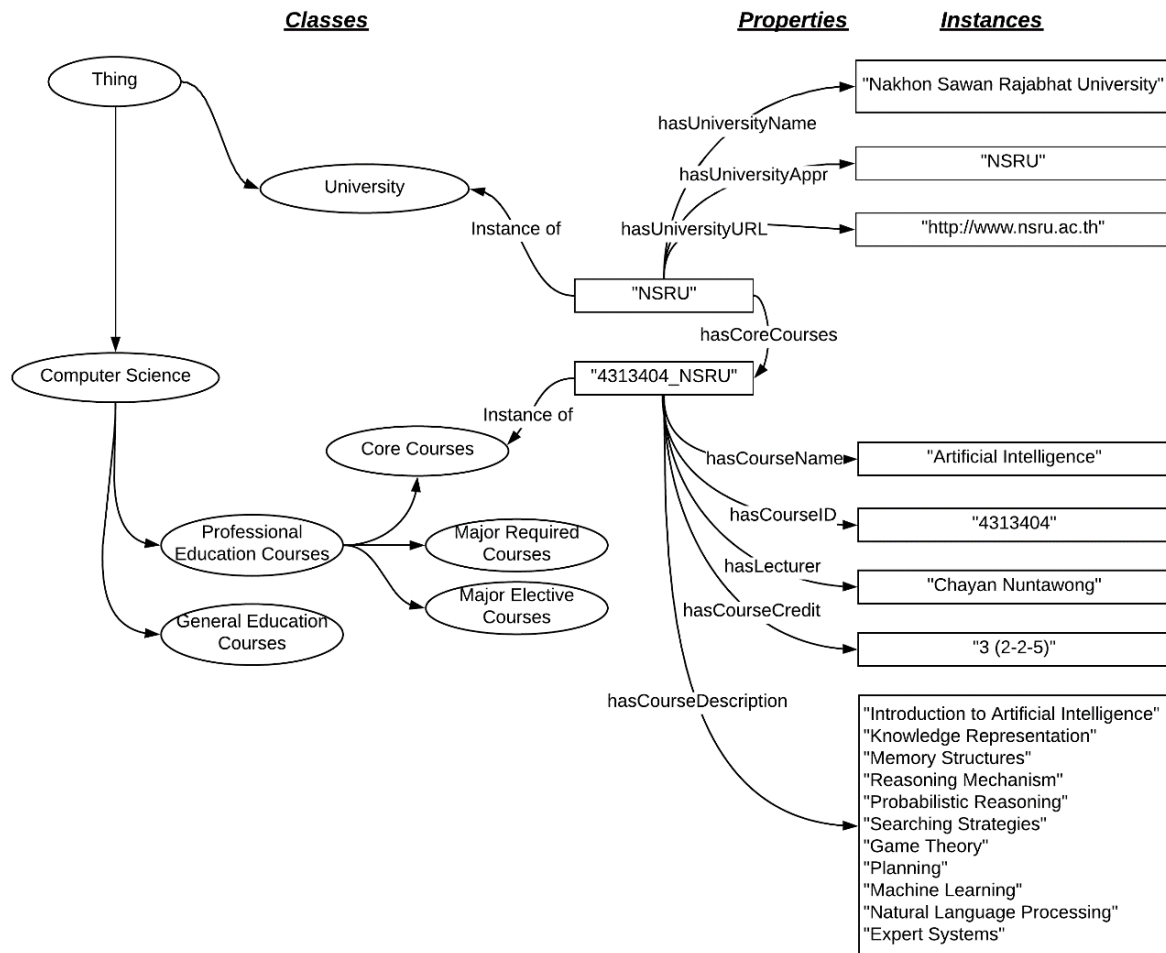 Classes
Properties
Instances
Thing
"Nakhon Sawan Rajabhat University"
hasUniversityName
"NSRU"
hasUniversityAppr
University
"http://www.nsru.ac.th"
Instance of
hasUniversityURL
"NSRU"
hasCoreCourses
Computer Science
"4313404_NSRU"
Instance of
Core Courses
hasCourseName
"Artificial Intelligence"
hasCourseID
"4313404"
Professional
Education Courses
Major Required
Courses
hasLecturer
"Chayan Nuntawong"
Major Elective
Courses
hasCourseCredit
General Education
Courses
"3 (2-2-5)"
hasCourseDescription
"Introduction to Artificial Intelligence"
"Knowledge Representation"
"Memory Structures"
"Reasoning Mechanism"
"Probabilistic Reasoning"
"Searching Strategies"
"Game Theory"
"Planning"
"Machine Learning"
"Natural Language Processing"
"Expert Systems"